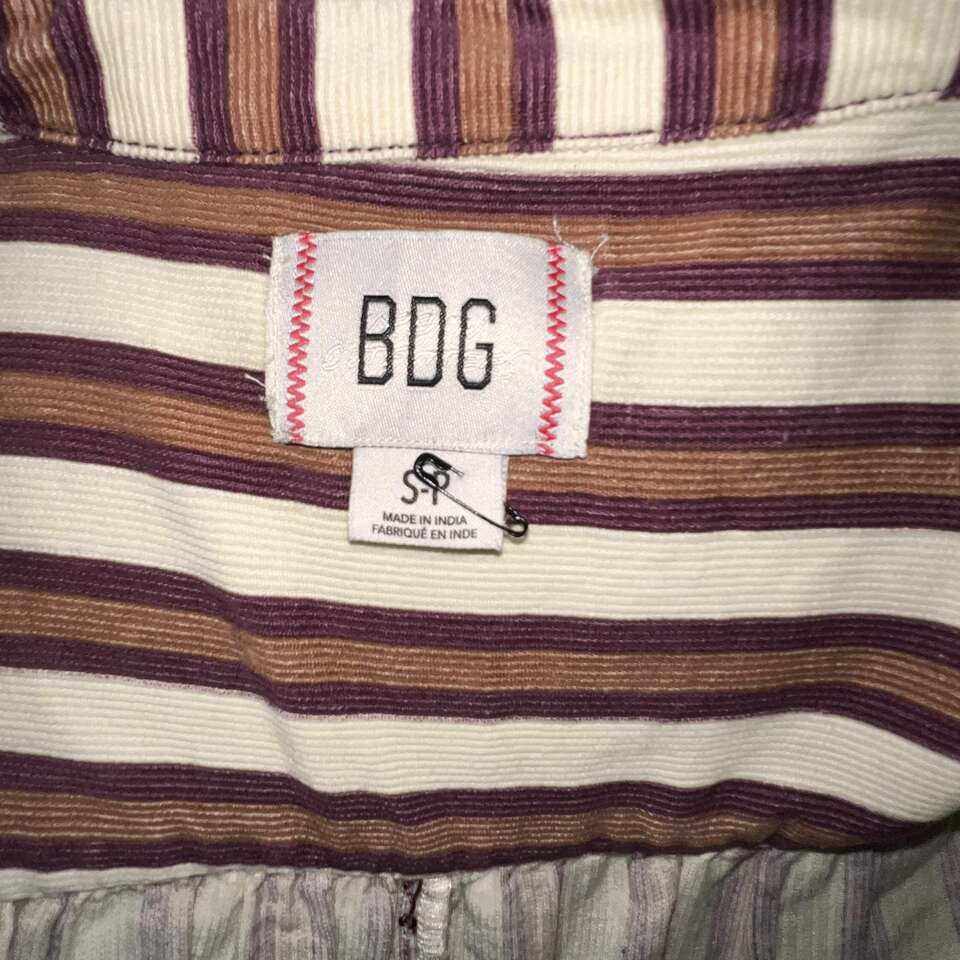 BDG
S-P
MADE IN INDIA
FABRIQUÉ EN INDE